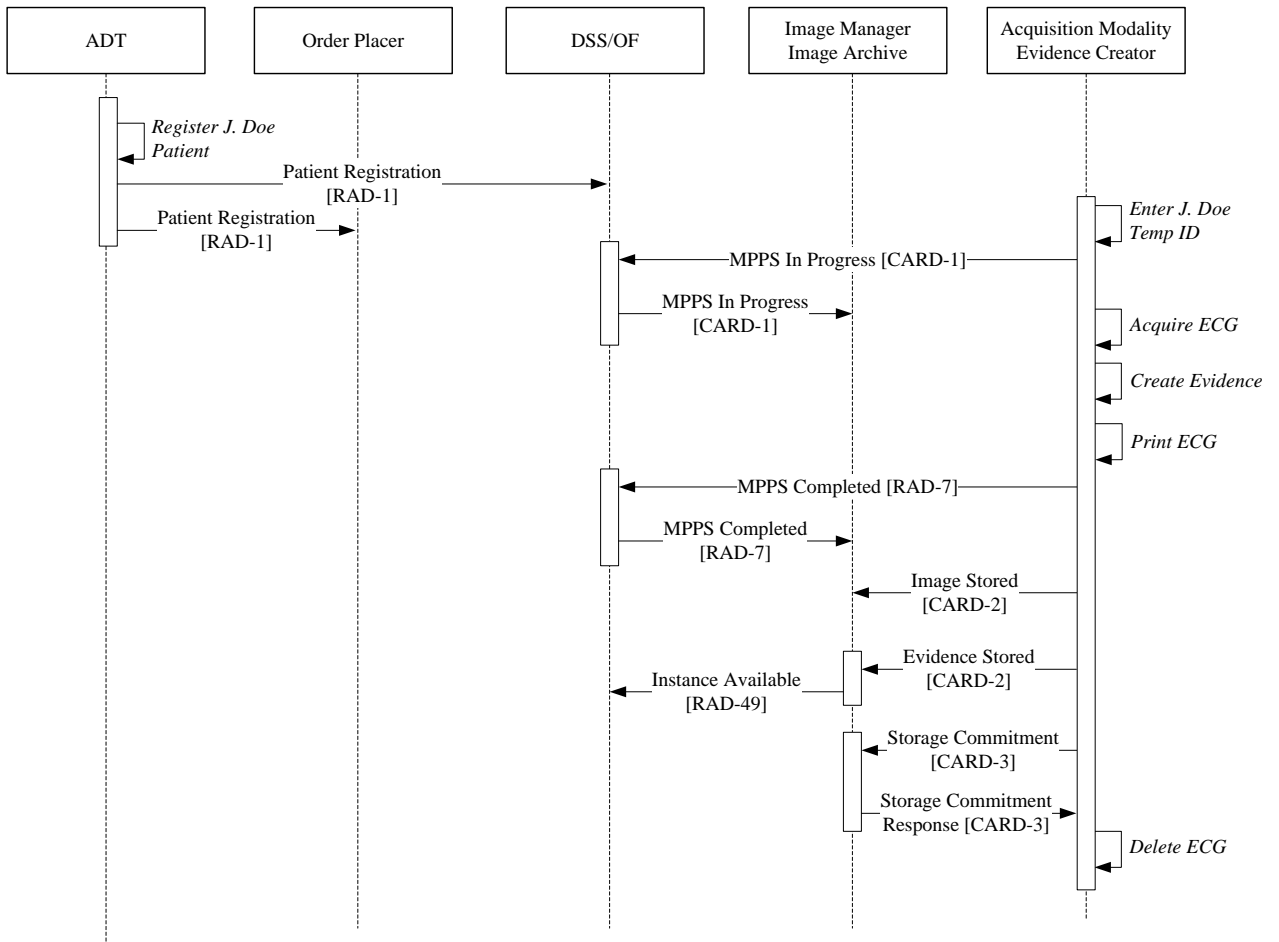 ADT
Order Placer
DSS/OF
Image Manager
Image Archive
Acquisition Modality
Evidence Creator
Register J. Doe
Patient
Patient Registration
[RAD-1]
Patient Registration
[RAD-1]
Enter J. Doe
Temp ID
MPPS In Progress [CARD-1]
MPPS In Progress
[CARD-1]
Acquire ECG
Create Evidence
Print ECG
MPPS Completed [RAD-7]
MPPS Completed
[RAD-7]
Image Stored
[CARD-2]
Evidence Stored
[CARD-2]
Instance Available
[RAD-49]
Storage Commitment
[CARD-3]
Storage Commitment
Response [CARD-3]
Delete ECG